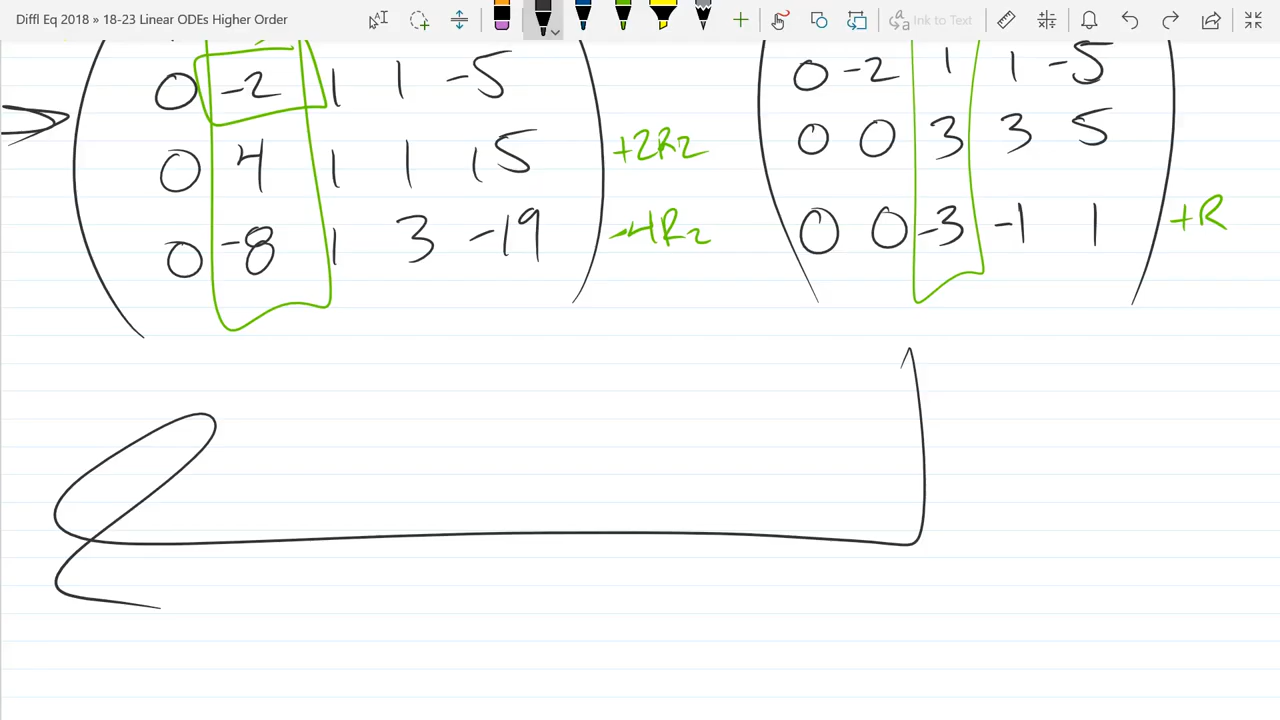 Diffl Eq 2018 » 18-23 Linear ODEs Higher Order
Ink to Text
0 -2 1 1 -5
0 4 1 1 15 +2R2
0 -8 1 3 -19 -4R2
0 -2 1 1 -5
0 0 3 3 5
0 0 -3 -1 1 +R